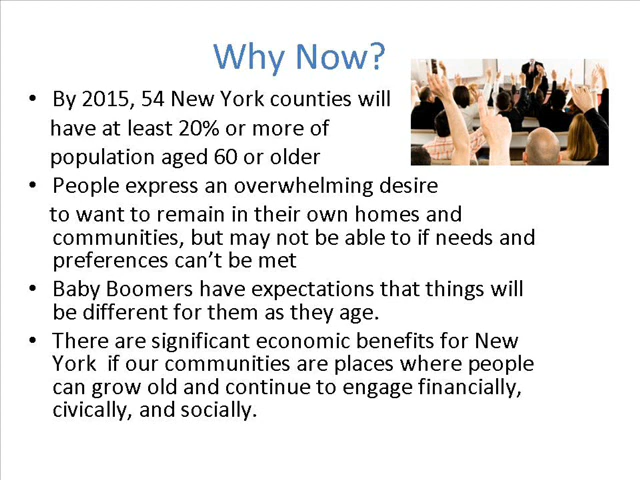 Why Now?
• By 2015, 54 New York counties will
have at least 20% or more of
population aged 60 or older
• People express an overwhelming desire
to want to remain in their own homes and
communities, but may not be able to if needs and
preferences can’t be met
• Baby Boomers have expectations that things will
be different for them as they age.
• There are significant economic benefits for New
York  if our communities are places where people
can grow old and continue to engage financially,
civically, and socially.